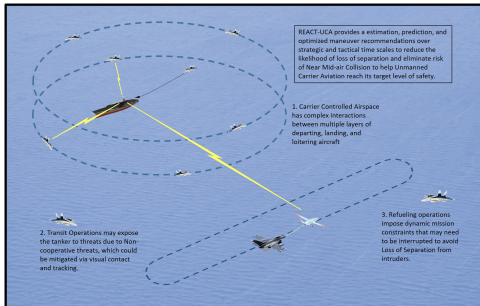 REACT-UCA provides a estimation, prediction, and
optimized maneuver recommendations over
strategic and tactical time scales to reduce the
likelihood of loss of separation and eliminate risk
of Near Mid-air Collision to help Unmanned
Carrier Aviation reach its target level of safety.
1. Carrier Controlled Airspace
has complex interactions
between multiple layers of
departing, landing, and
loitering aircraft
2. Transit Operations may expose
the tanker to threats due to Non-
cooperative threats, which could
be mitigated via visual contact
and tracking.
3. Refueling operations
impose dynamic mission
constraints that may need
to be interrupted to avoid
Loss of Separation from
intruders.